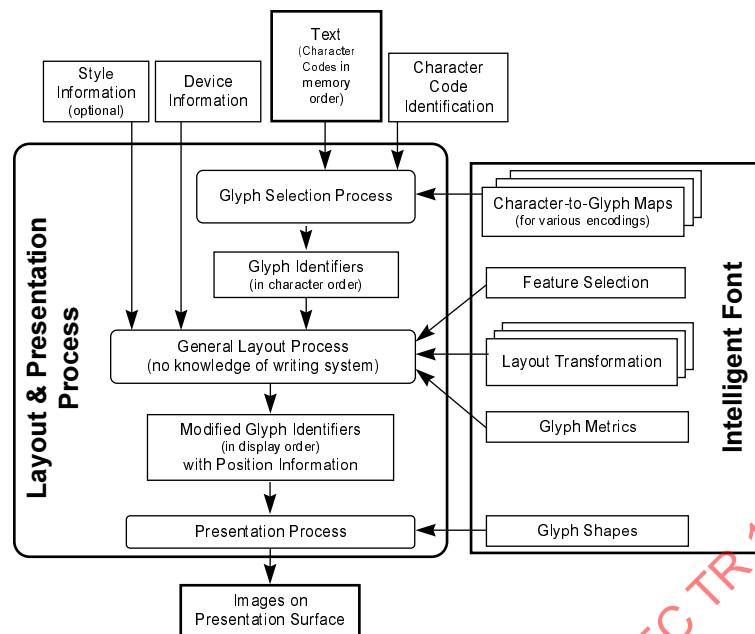 Text
(Character
Codes in
memory
order)
Style
Information
(optional)
Device
Information
Character
Code
Identification
Layout & Presentation
Process
Glyph Selection Process
Glyph Identifiers
(in character order)
General Layout Process
(no knowledge of writing system)
Modified Glyph Identifiers
(in display order)
with Position Information
Presentation Process
Images on
Presentation Surface
Intelligent Font
Character-to-Glyph Maps
(for various encodings)
Feature Selection
Layout Transformation
Glyph Metrics
Glyph Shapes
TR